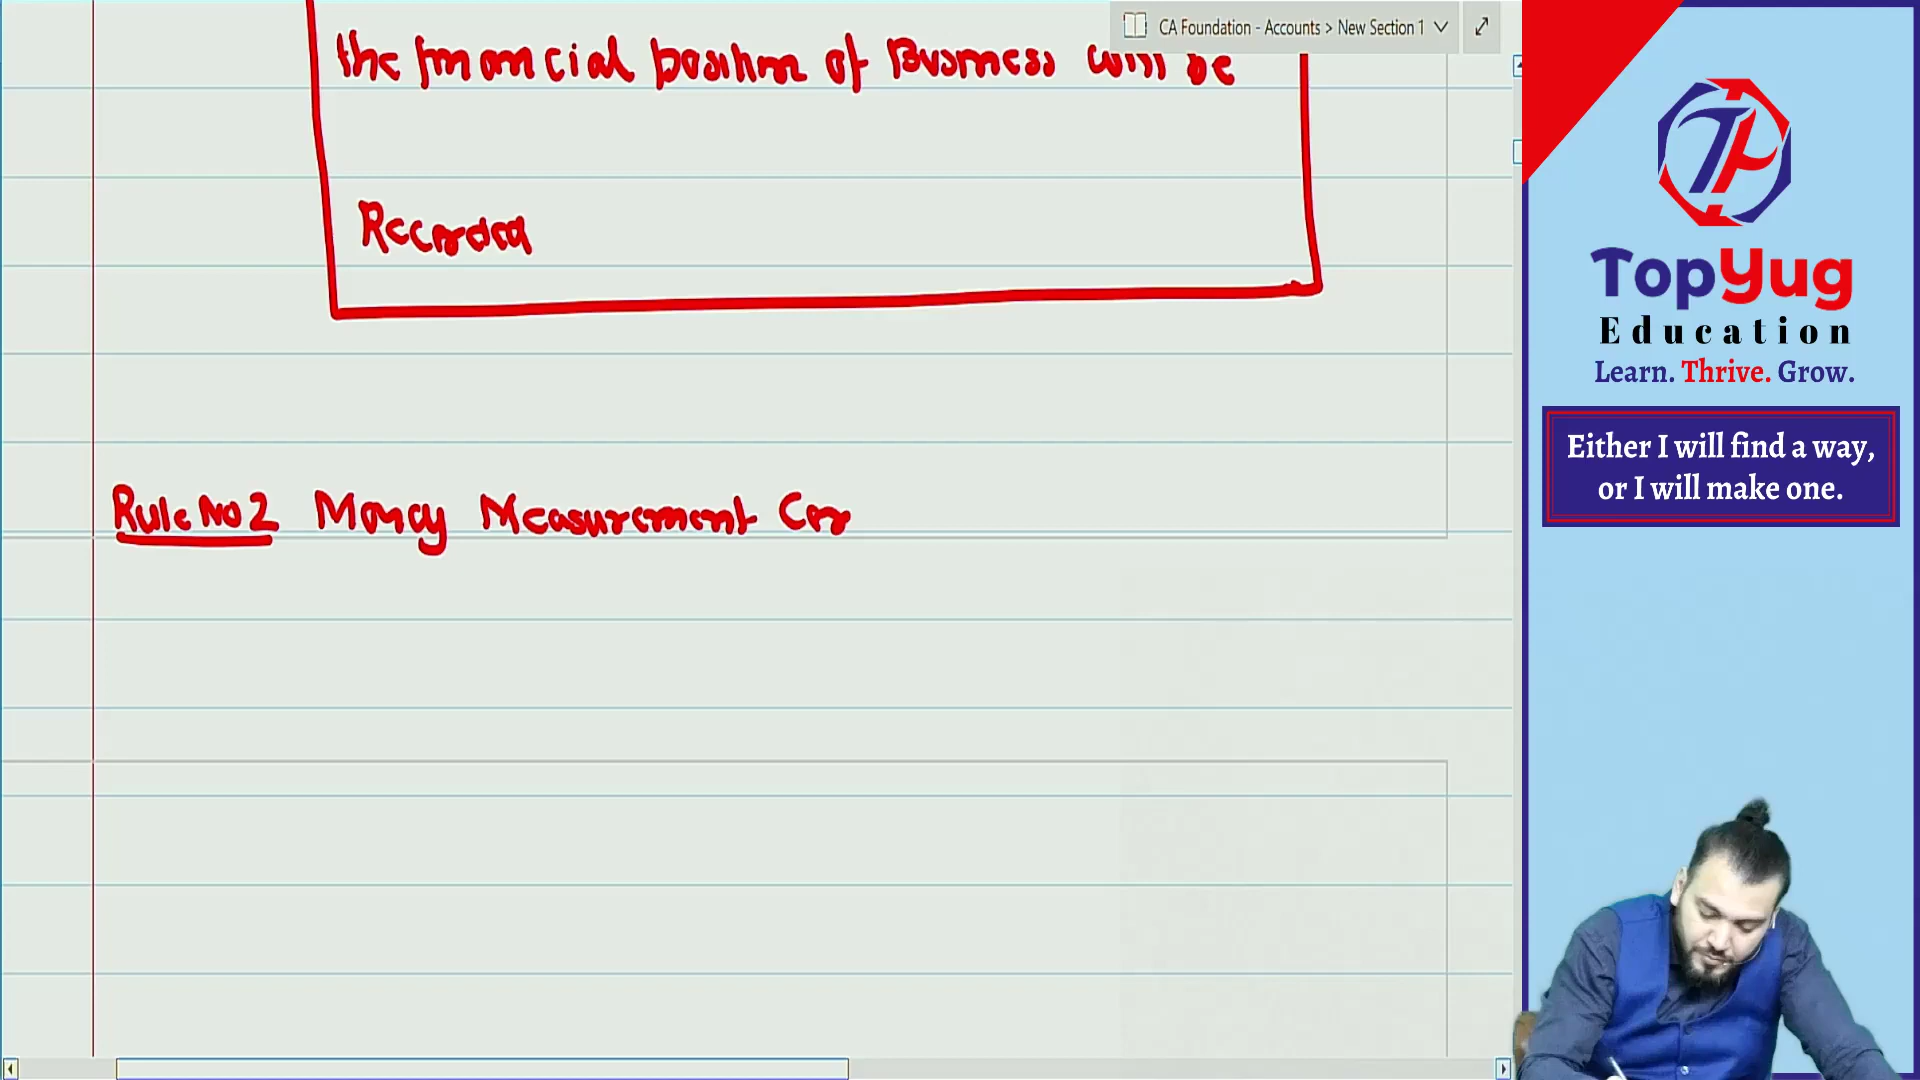 CA Foundation - Accounts > New Section 1
the financial position of Business will be
Recorded
Rule No 2 Money Measurement Con
TopYug
Education
Learn. Thrive. Grow.
Either I will find a way,
or I will make one.